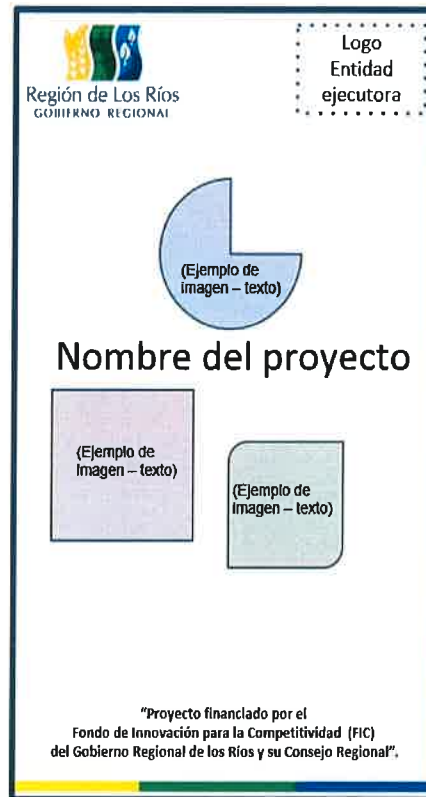 Región de Los Ríos
GOBIERNO REGIONAL
Logo
Entidad
ejecutora
(Ejemplo de
imagen – texto)
Nombre del proyecto
(Ejemplo de
imagen – texto)
(Ejemplo de
imagen – texto)
“Proyecto financiado por el
Fondo de Innovación para la Competitividad (FIC)
del Gobierno Regional de los Ríos y su Consejo Regional”.